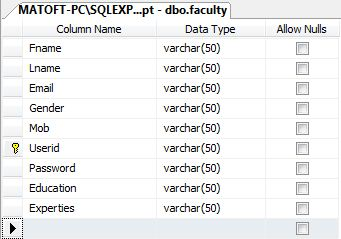 MATOFT-PC\SQLEXP...pt - dbo.faculty
Column Name Data Type Allow Nulls
Fname varchar(50)
Lname varchar(50)
Email varchar(50)
Gender varchar(50)
Mob varchar(50)
Userid varchar(50)
Password varchar(50)
Education varchar(50)
Experties varchar(50)